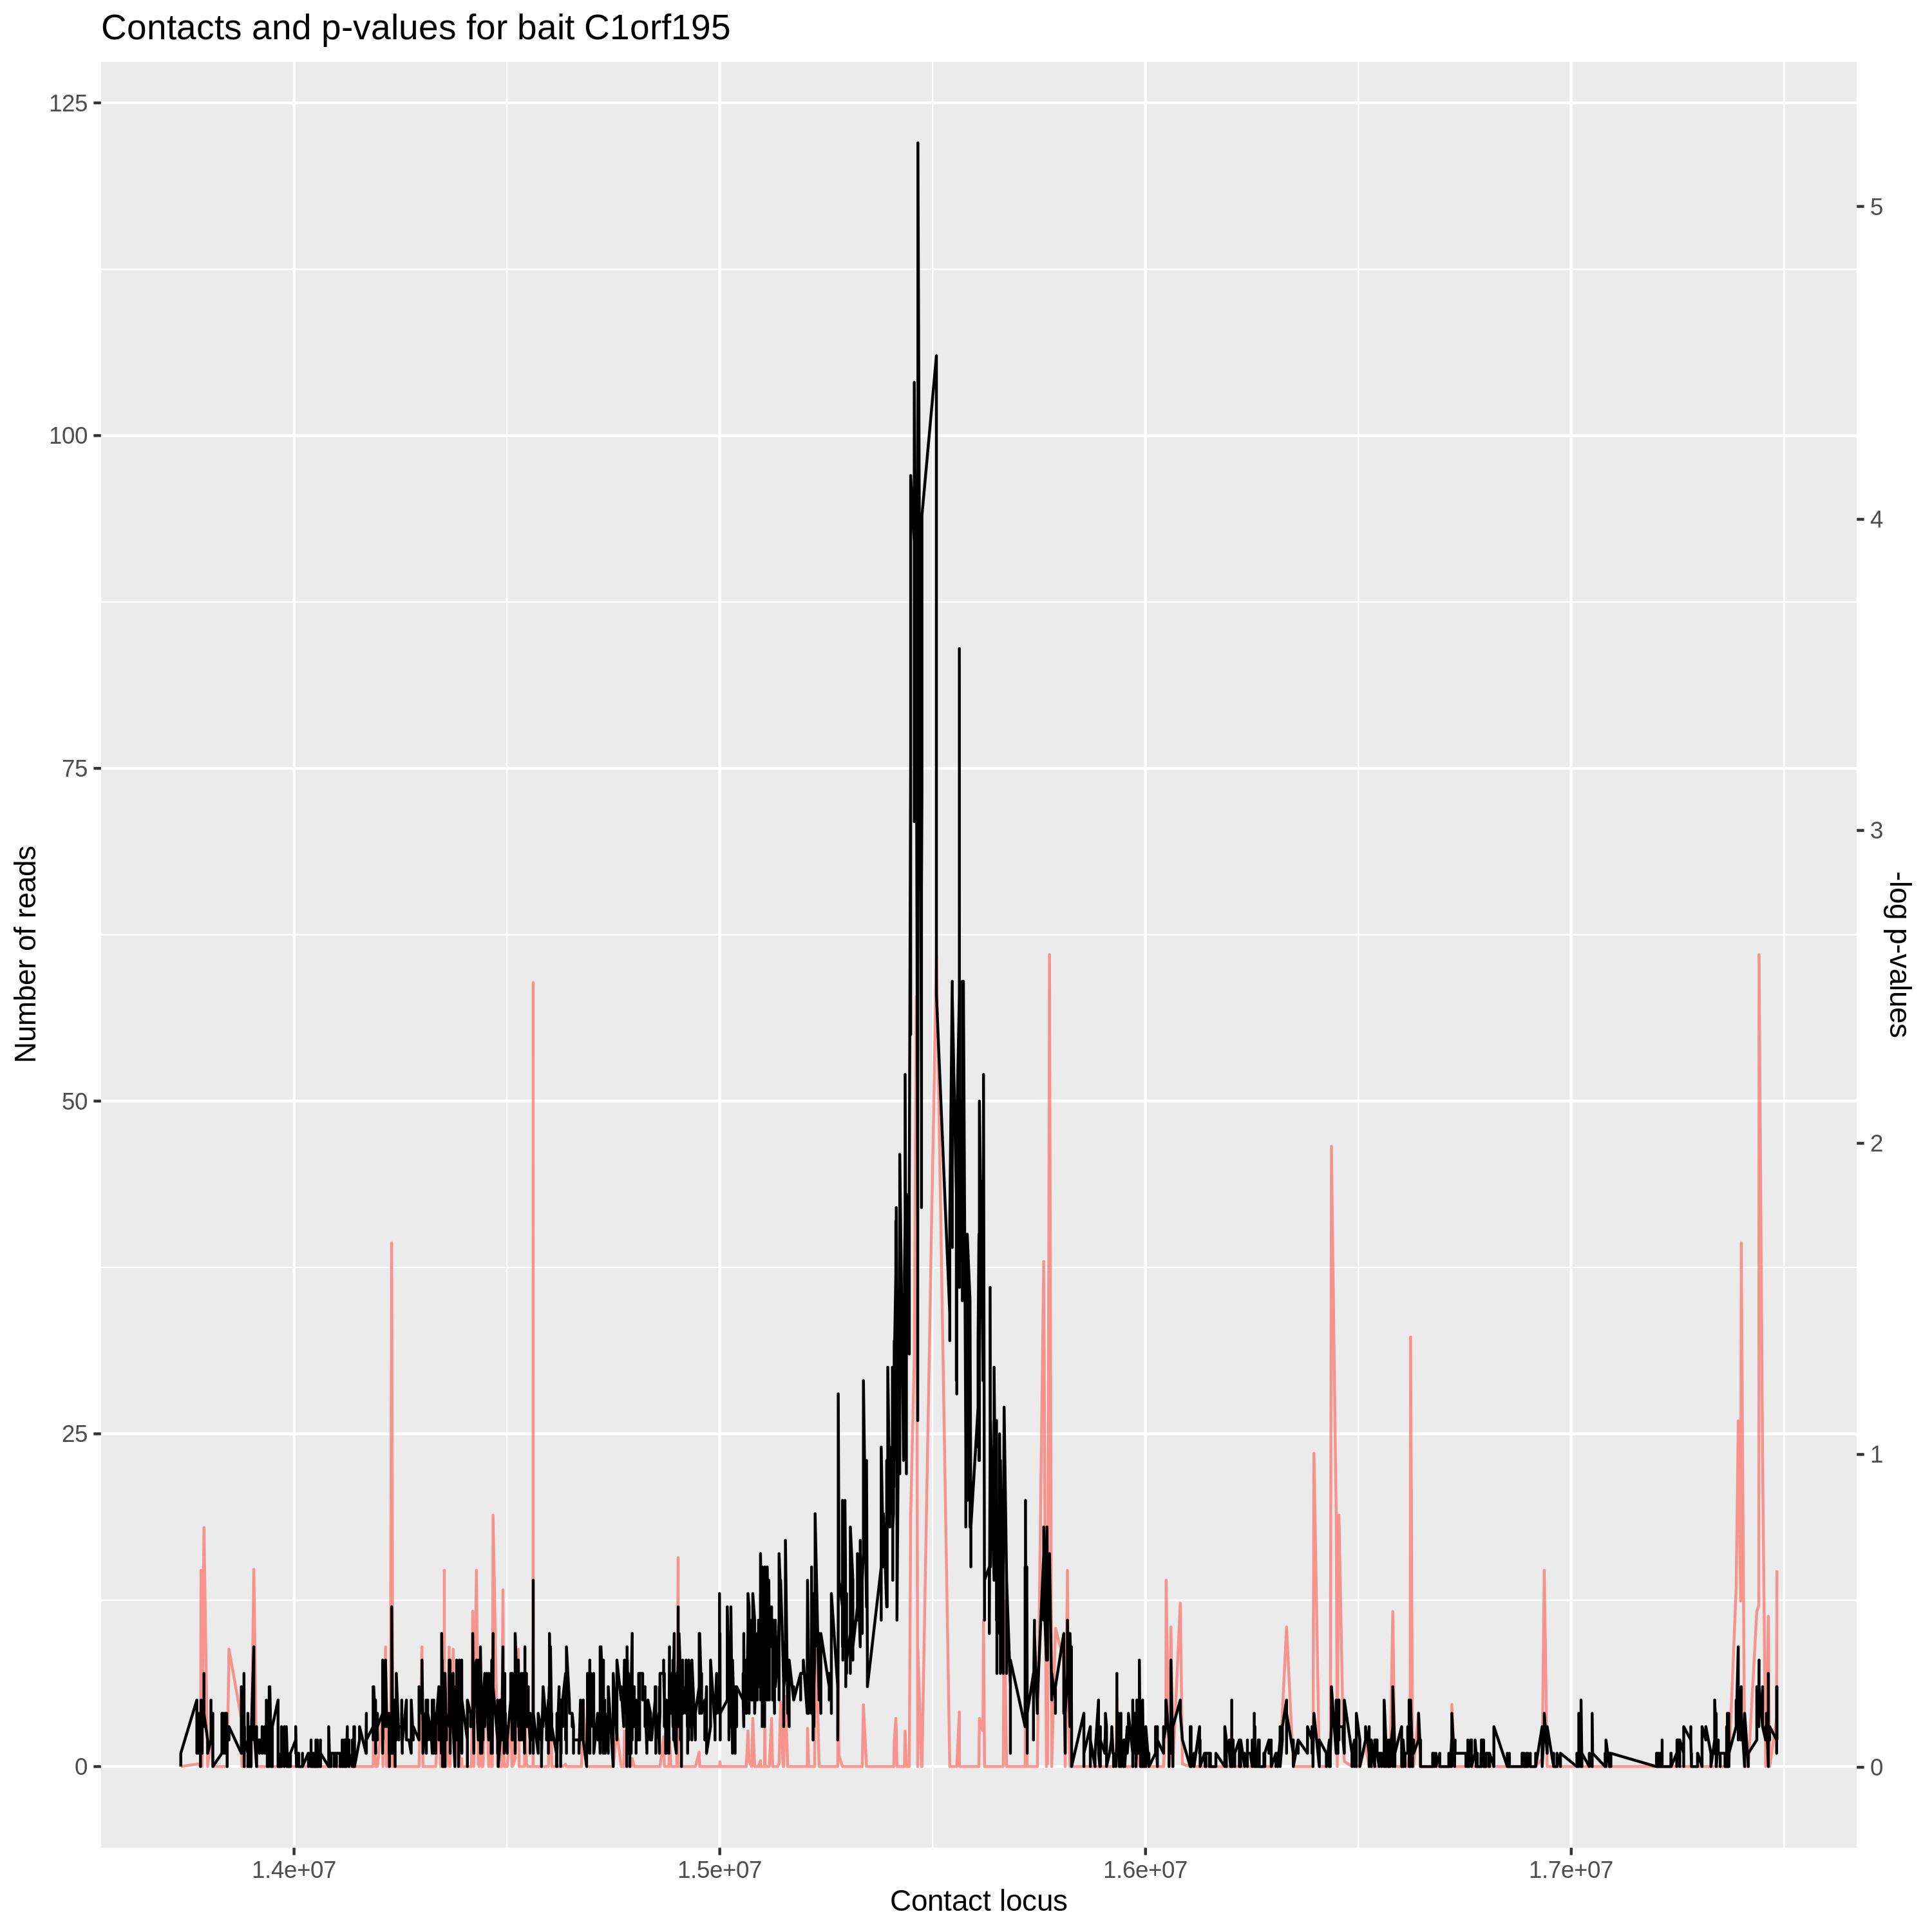 Contacts and p-values for bait C1orf195
125
100
75
50
25
0
Number of reads
5
4
3
2
1
0
-log p-values
1.4e+07
1.5e+07
1.6e+07
1.7e+07
Contact locus